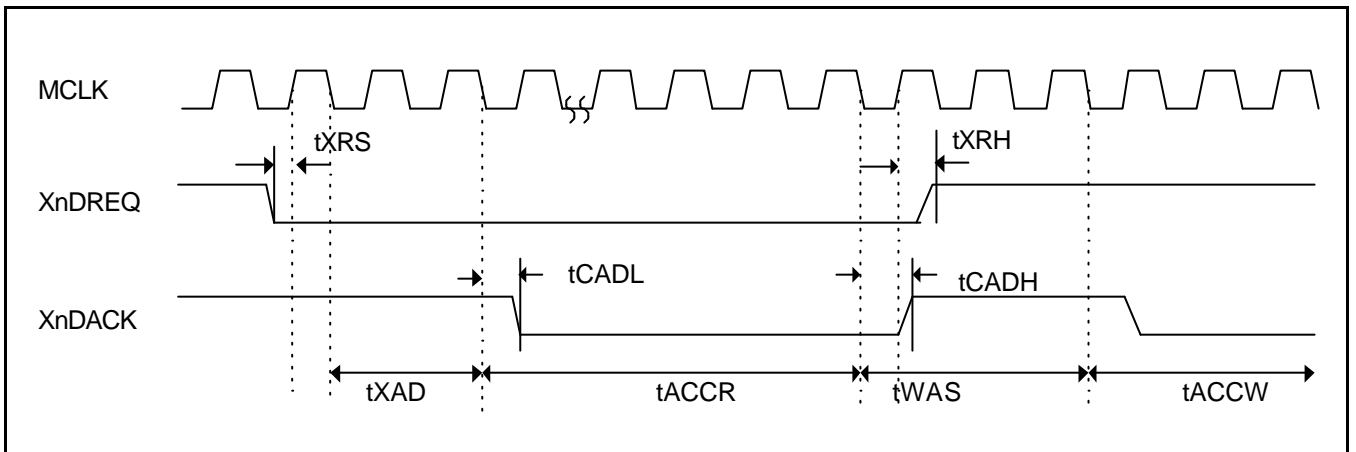 MCLK
tXRS
tXRH
XnDREQ
tCADL
tCADH
XnDACK
tXAD
tACCR
tWAS
tACCW